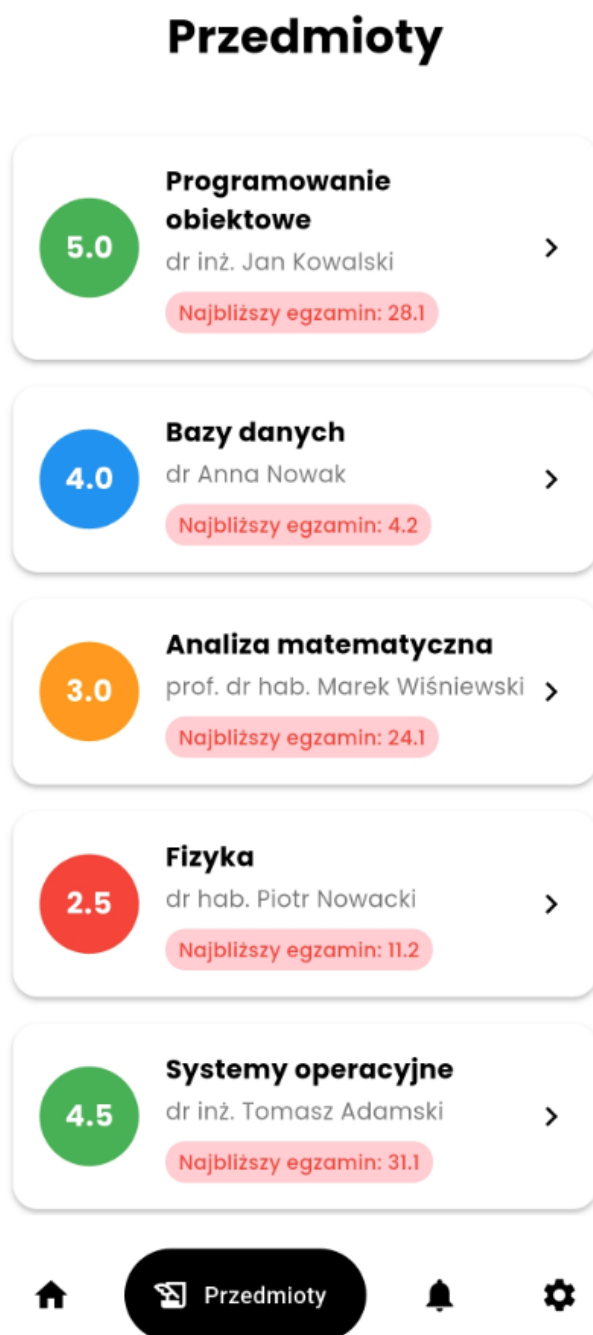 Przedmioty
5.0
Programowanie
obiektowe
dr inż. Jan Kowalski
Najbliższy egzamin: 28.1
4.0
Bazy danych
dr Anna Nowak
Najbliższy egzamin: 4.2
3.0
Analiza matematyczna
prof. dr hab. Marek Wiśniewski
Najbliższy egzamin: 24.1
2.5
Fizyka
dr hab. Piotr Nowacki
Najbliższy egzamin: 11.2
4.5
Systemy operacyjne
dr inż. Tomasz Adamski
Najbliższy egzamin: 31.1
Przedmioty